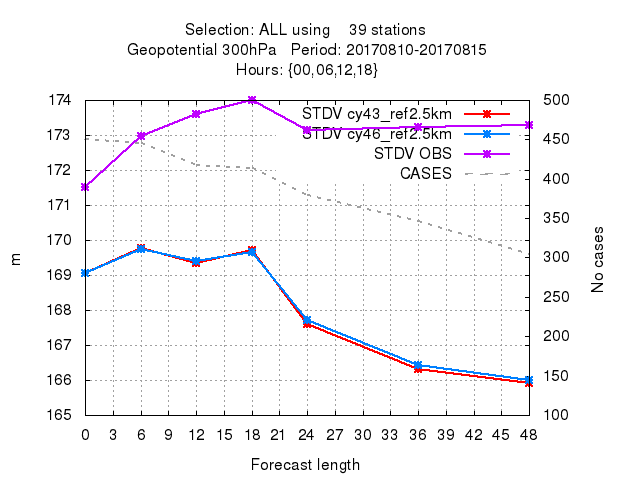 Selection: ALL using 39 stations
Geopotential 300hPa Period: 20170810-20170815
Hours: {00,06,12,18}
STDV cy43_ref2.5km
STDV cy46_ref2.5km
STDV OBS
CASES
174
173
172
171
170
169
168
167
166
165
m
500
450
400
350
300
250
200
150
100
No cases
0 3 6 9 12 15 18 21 24 27 30 33 36 39 42 45 48
Forecast length